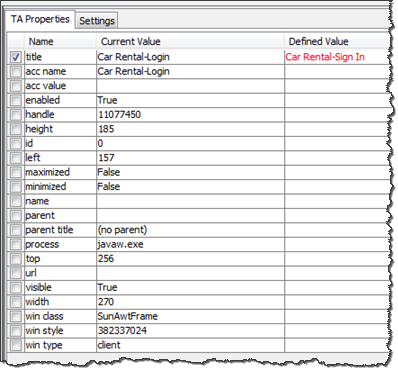 TA Properties Settings
Name Current Value Defined Value
title Car Rental-Login Car Rental-Sign In
acc name Car Rental-Login
acc value
enabled True
handle 11077450
height 185
id 0
left 157
maximized False
minimized False
name
parent
parent title (no parent)
process javaw.exe
top 256
url
visible True
width 270
win class SunAwtFrame
win style 382337024
win type client